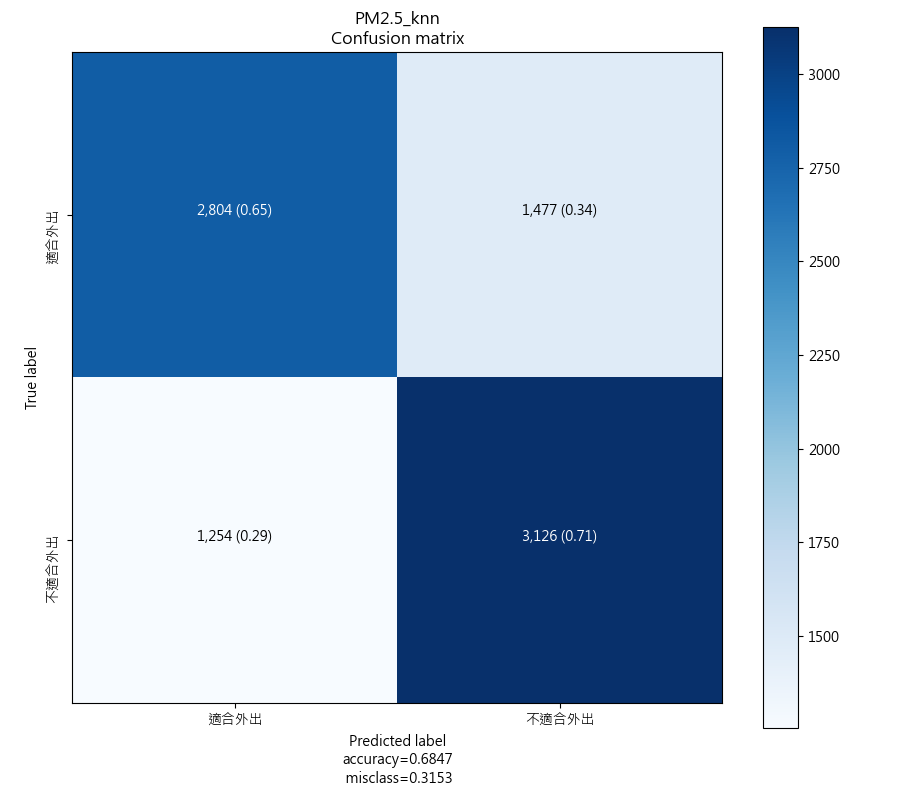 PM2.5_knn
Confusion matrix
True label
適合外出
不適合外出
2,804 (0.65)
1,477 (0.34)
1,254 (0.29)
3,126 (0.71)
適合外出
不適合外出
Predicted label
accuracy=0.6847
misclass=0.3153
3000
2750
2500
2250
2000
1750
1500